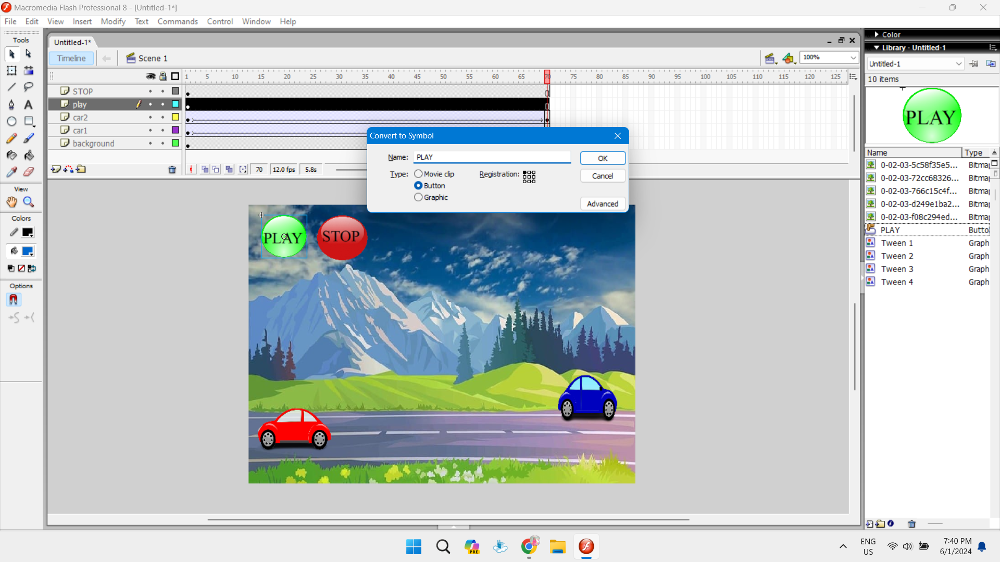 Macromedia Flash Professional 8 - [Untitled-1*]
File Edit View Insert Modify Text Commands Control Window Help
Tools
Untitled-1*
Timeline
Scene 1
100%
1 5 10 15 20 25 30 35 40 45 50 55 60 65 70 75 80 85 90 95 100 105 110 115 120 125
STOP
play
car2
car1
background
70 12.0 fps 5.8s
View
Colors
Options
Convert to Symbol
Name: PLAY
OK
Type: Movie clip
Registration:
Cancel
Button
Graphic
Advanced
PLAY
STOP
Color
Library - Untitled-1
Untitled-1
10 items
PLAY
Name Type
0-02-03-5c58f35e5... Bitma
0-02-03-72cc68326... Bitma
0-02-03-766c15c4f... Bitma
0-02-03-d249e1ba2... Bitma
0-02-03-f08c294ed... Bitma
PLAY Butto
Tween 1 Graph
Tween 2 Graph
Tween 3 Graph
Tween 4 Graph
PRE
ENG
US
7:40 PM
6/1/2024